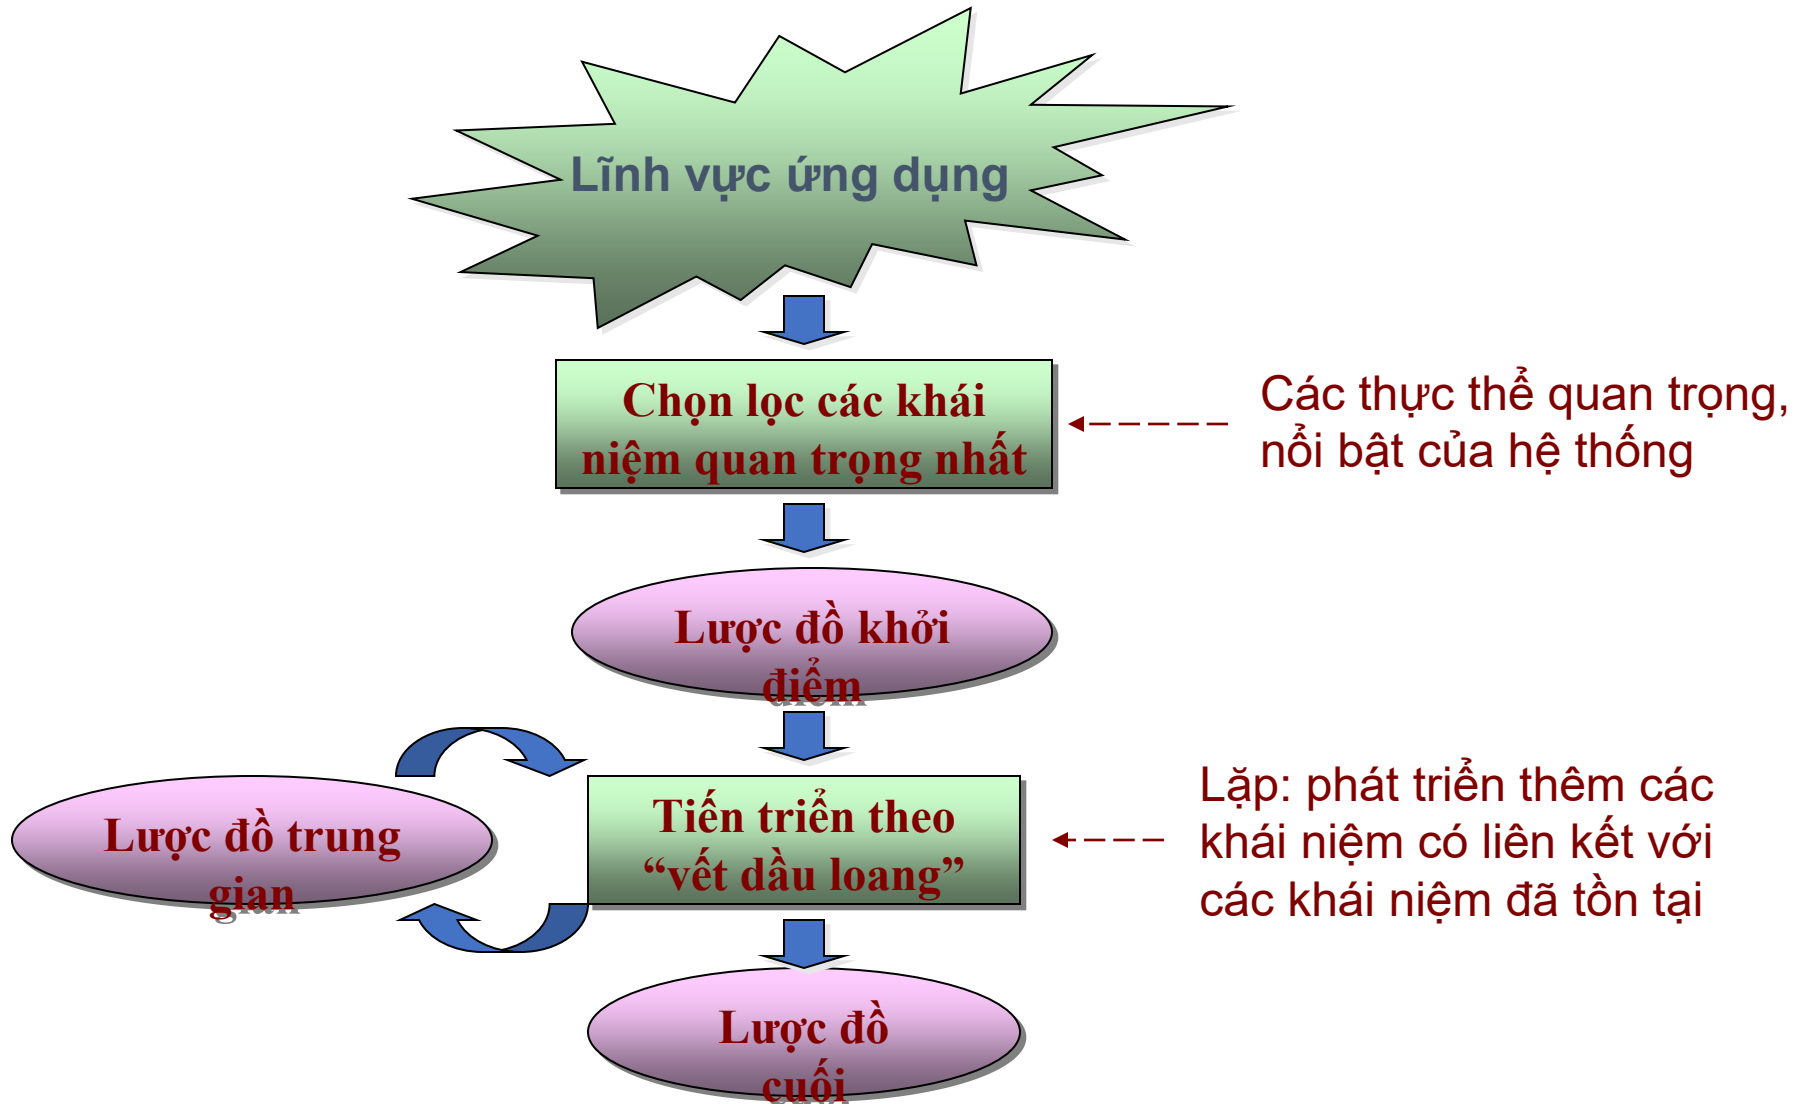 Lĩnh vực ứng dụng
Chọn lọc các khái
niệm quan trọng nhất
Các thực thể quan trọng,
nổi bật của hệ thống
Lược đồ khởi
điểm
Lược đồ trung
gian
Tiến triển theo
“vết dầu loang”
Lặp: phát triển thêm các
khái niệm có liên kết với
các khái niệm đã tồn tại
Lược đồ
cuối